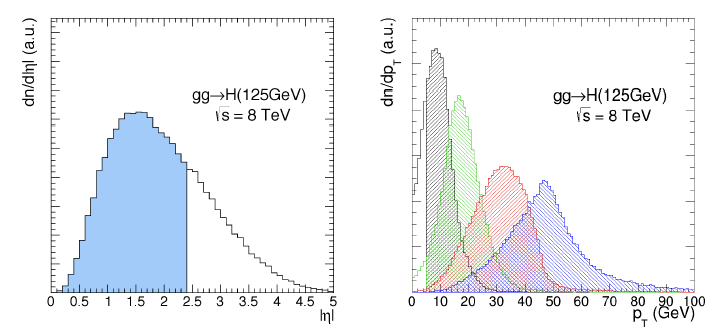 dn/d|η| (a.u.)
gg→H(125GeV)
√s = 8 TeV
0 0.5 1 1.5 2 2.5 3 3.5 4 4.5 5
|η|
dn/dp_T (a.u.)
gg→H(125GeV)
√s = 8 TeV
0 10 20 30 40 50 60 70 80 90 100
p_T (GeV)